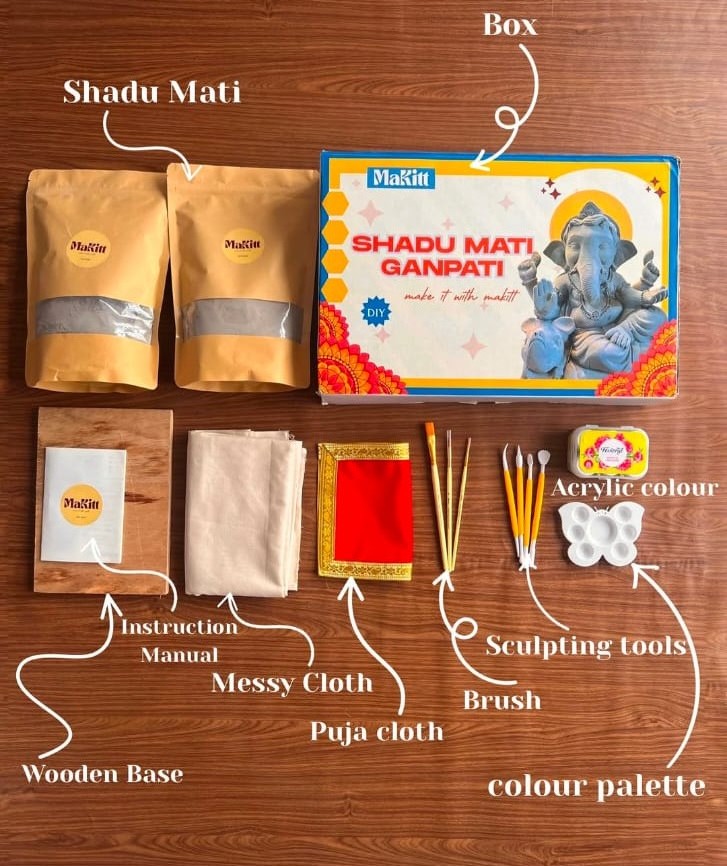 Box
Shadu Mati
MaKitt
MaKitt
MaKitt
SHADU MATI
GANPATI
make it with makitt
DIY
MaKitt
Acrylic colour
Instruction
Manual
Sculpting tools
Messy Cloth
Brush
Puja cloth
Wooden Base
colour palette